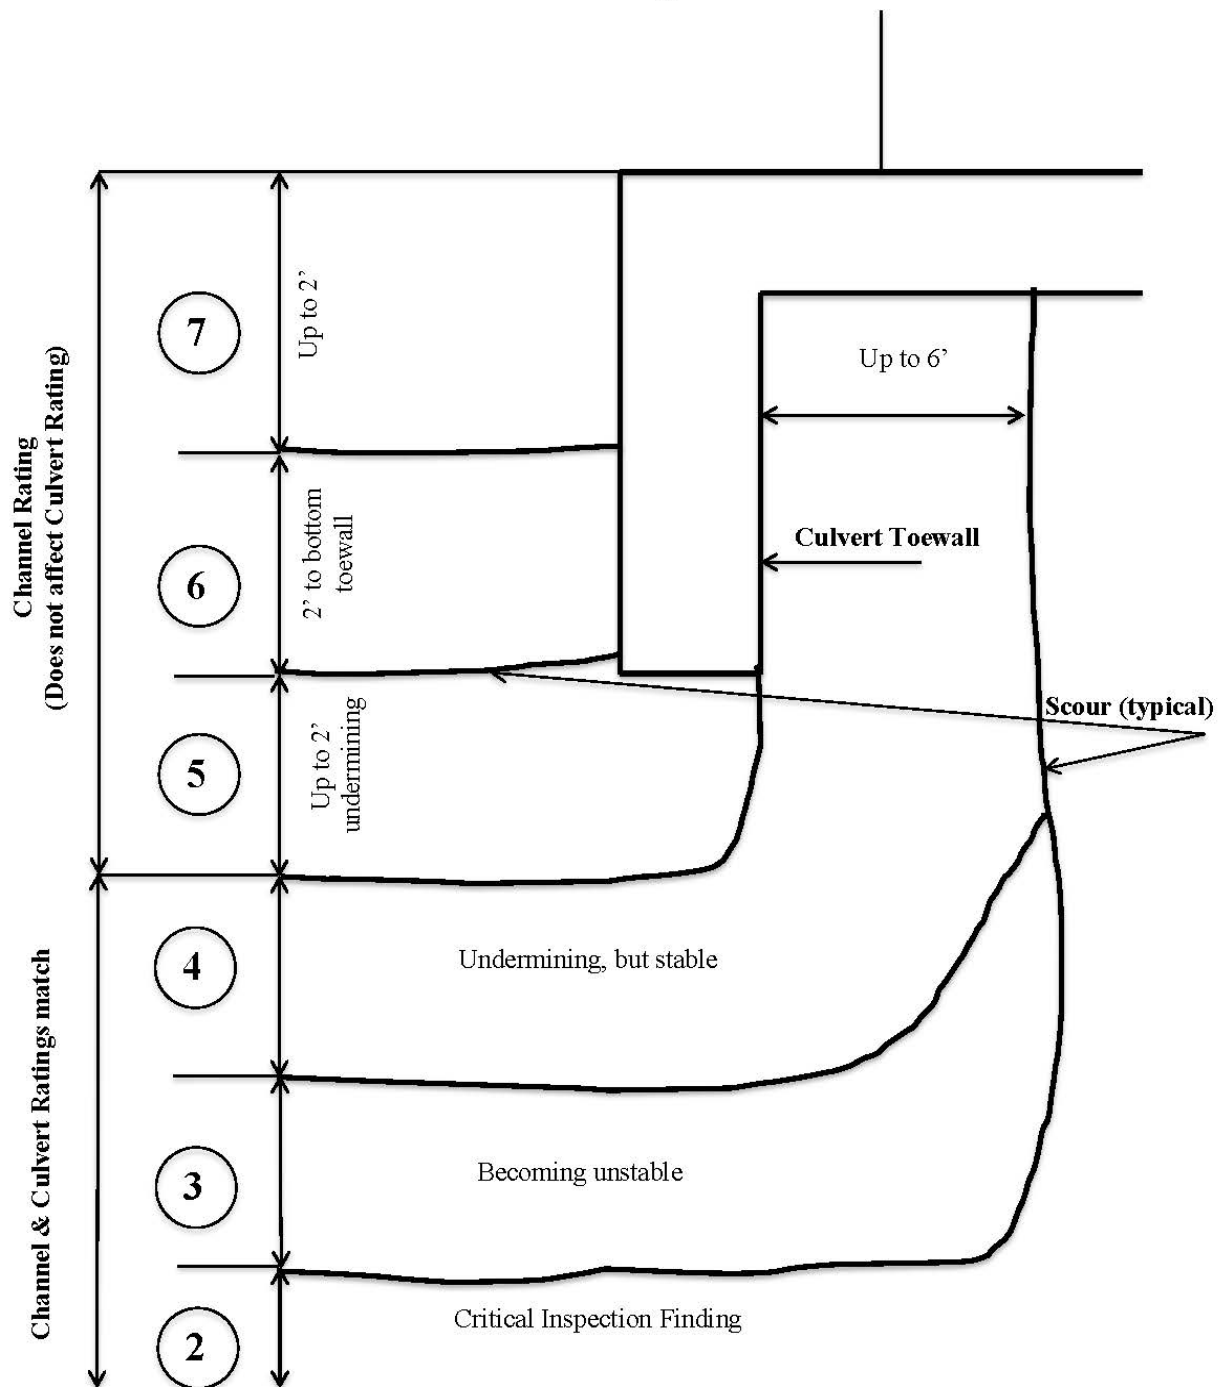 7
Up to 2’
Up to 6’
Channel Rating
(Does not affect Culvert Rating)
Culvert Toewall
6
2’ to bottom
toewall
Scour (typical)
5
Up to 2’
undermining
4
Undermining, but stable
Channel & Culvert Ratings match
3
Becoming unstable
2
Critical Inspection Finding